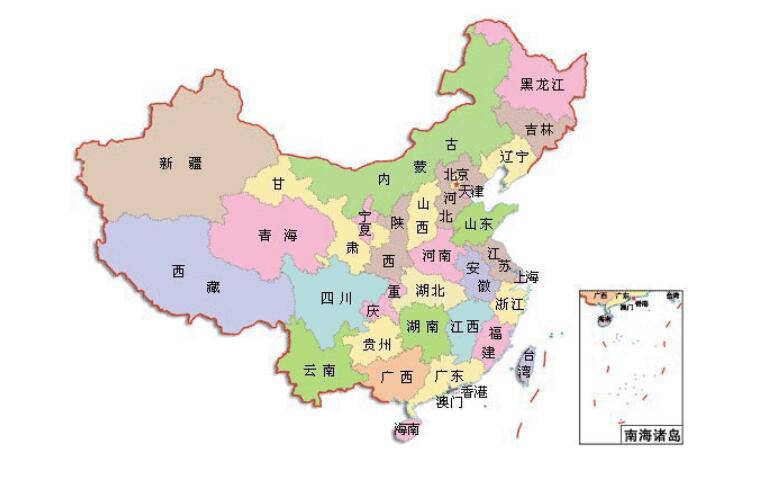 黑龙江
吉林
辽宁
内蒙古
新疆
甘肃
北京
天津
河北
山西
山东
宁夏
陕西
青海
河南
江苏
安徽
上海
西藏
四川
重庆
湖北
浙江
湖南
江西
福建
贵州
云南
广西
广东
台湾
香港
澳门
海南
广西
广东
台湾
香港
澳门
海南
南海诸岛